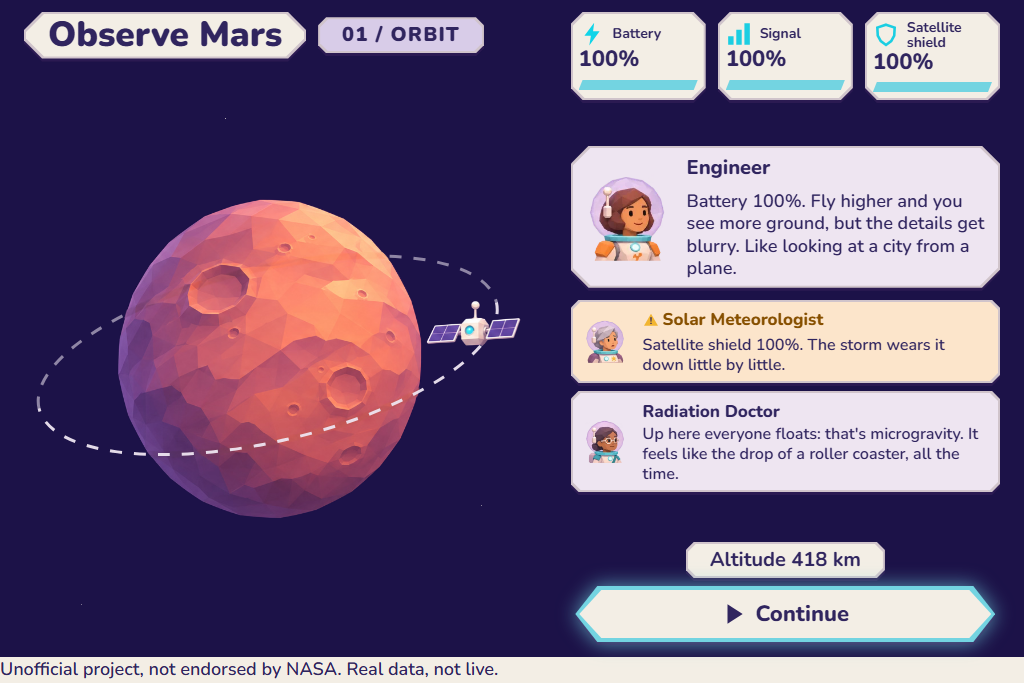 Observe Mars
01 / ORBIT
Battery
100%
Signal
100%
Satellite
shield
100%
Engineer
Battery 100%. Fly higher and you
see more ground, but the details get
blurry. Like looking at a city from a
plane.
Solar Meteorologist
Satellite shield 100%. The storm wears it
down little by little.
Radiation Doctor
Up here everyone floats: that's microgravity. It
feels like the drop of a roller coaster, all the
time.
Altitude 418 km
Continue
Unofficial project, not endorsed by NASA. Real data, not live.